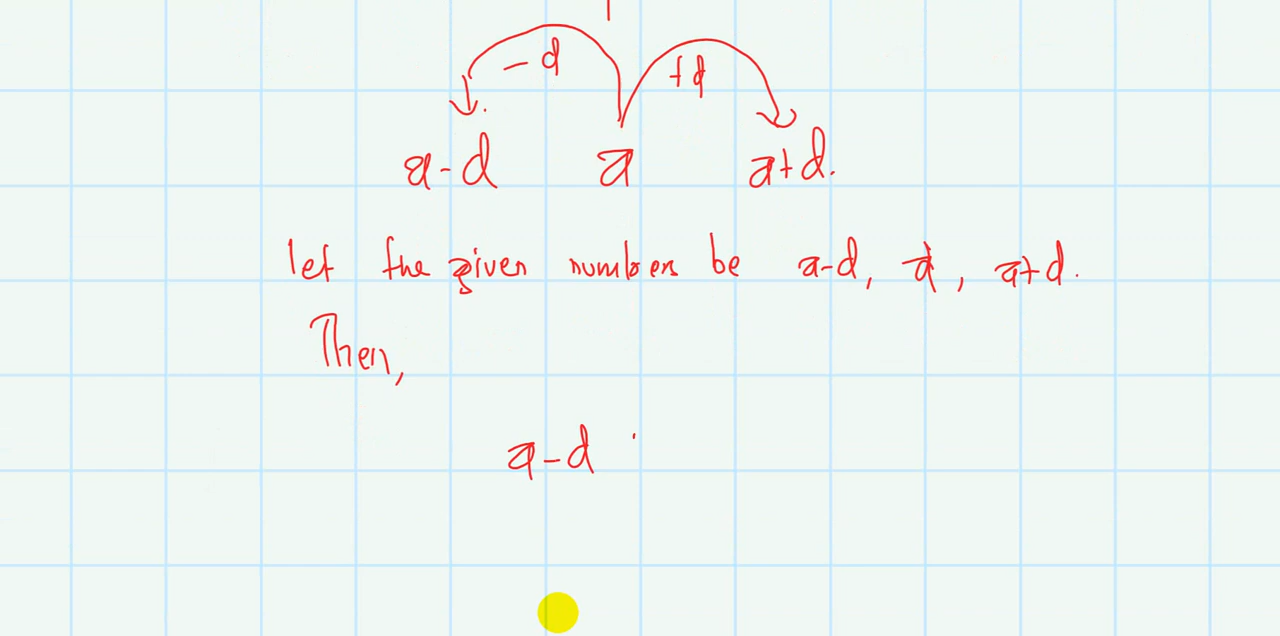 -d +d
a-d a a+d.
let the given numbers be a-d, a, a+d.
Then,
a-d